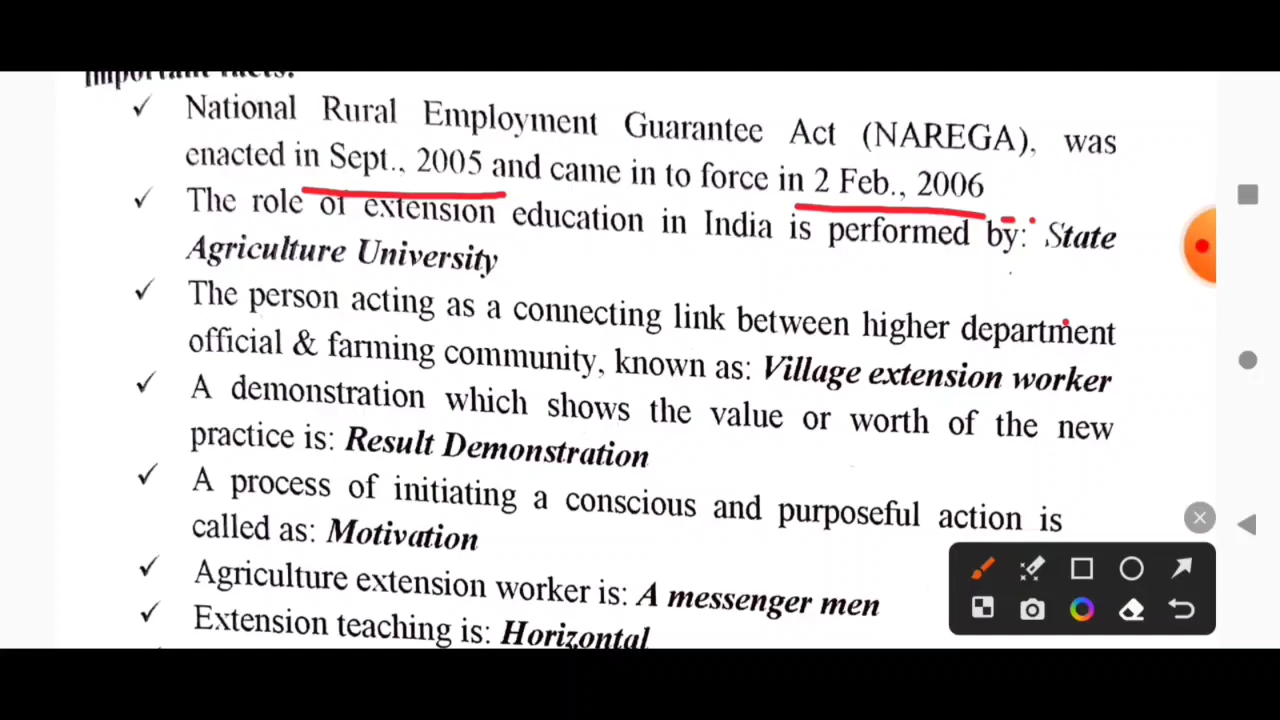 important facts:
✓ National Rural Employment Guarantee Act (NAREGA), was
enacted in Sept., 2005 and came in to force in 2 Feb., 2006
✓ The role of extension education in India is performed by: State
Agriculture University
✓ The person acting as a connecting link between higher department
official & farming community, known as: Village extension worker
✓ A demonstration which shows the value or worth of the new
practice is: Result Demonstration
✓ A process of initiating a conscious and purposeful action is
called as: Motivation
✓ Agriculture extension worker is: A messenger men
✓ Extension teaching is: Horizontal